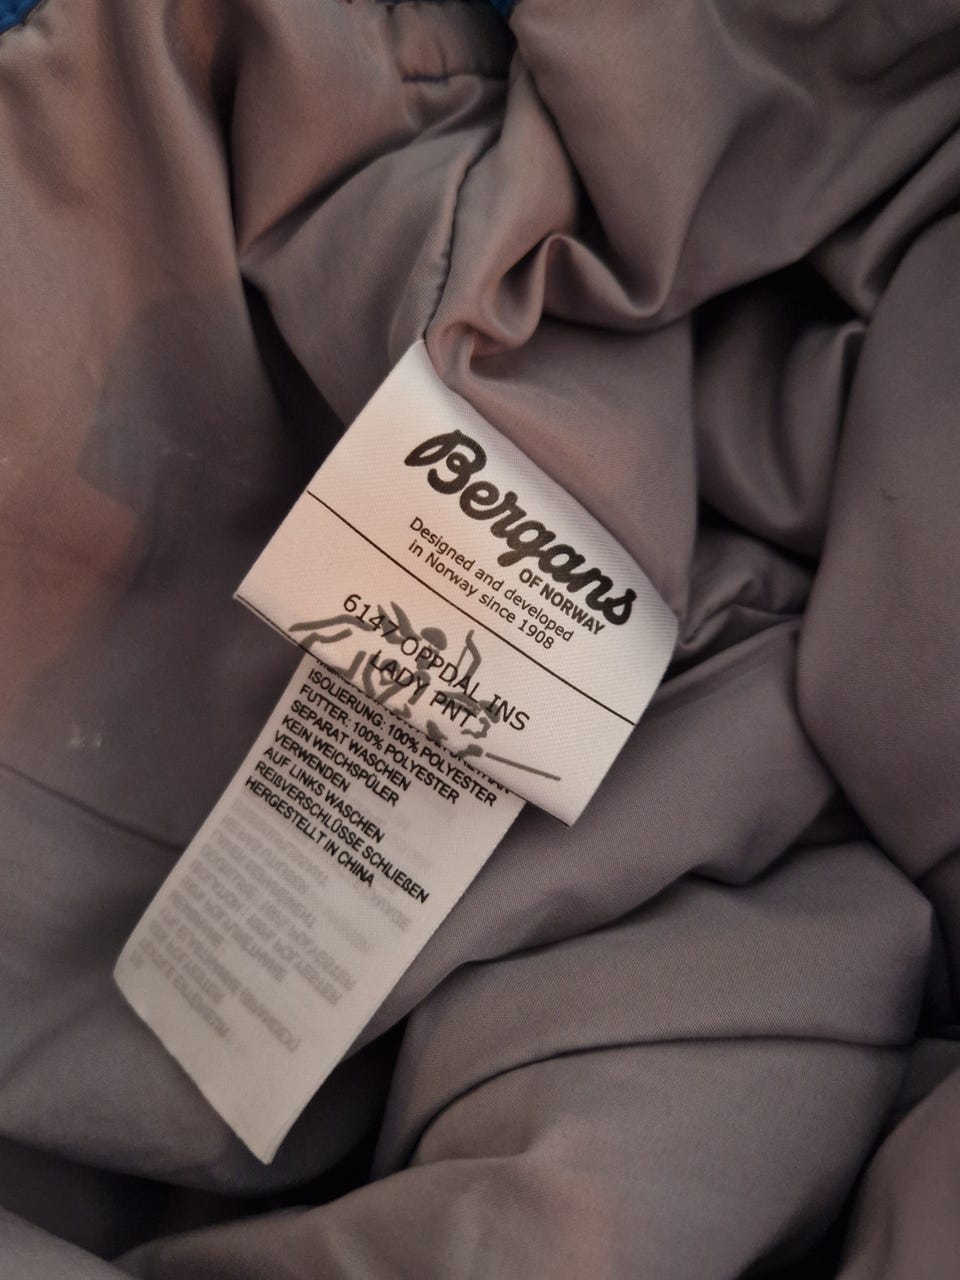 Bergans
OF NORWAY
Designed and developed
in Norway since 1908
6147 OPPDAL INS
LADY PNT
ISOLIERUNG: 100% POLYESTER
FUTTER: 100% POLYESTER
SEPARAT WASCHEN
KEIN WEICHSPÜLER
VERWENDEN
AUF LINKS WASCHEN
REIßVERSCHLÜSSE SCHLIEßEN
HERGESTELLT IN CHINA